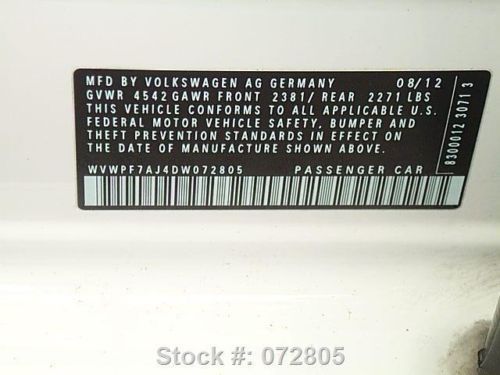 MFD BY VOLKSWAGEN AG GERMANY 08/12
GVWR 4542 GAWR FRONT 2381/ REAR 2271 LBS
THIS VEHICLE CONFORMS TO ALL APPLICABLE U.S.
FEDERAL MOTOR VEHICLE SAFETY, BUMPER AND
THEFT PREVENTION STANDARDS IN EFFECT ON
THE DATE OF MANUFACTURE SHOWN ABOVE.
WVWPF7AJ4DW072805 PASSENGER CAR
8300012 30713
Stock #: 072805